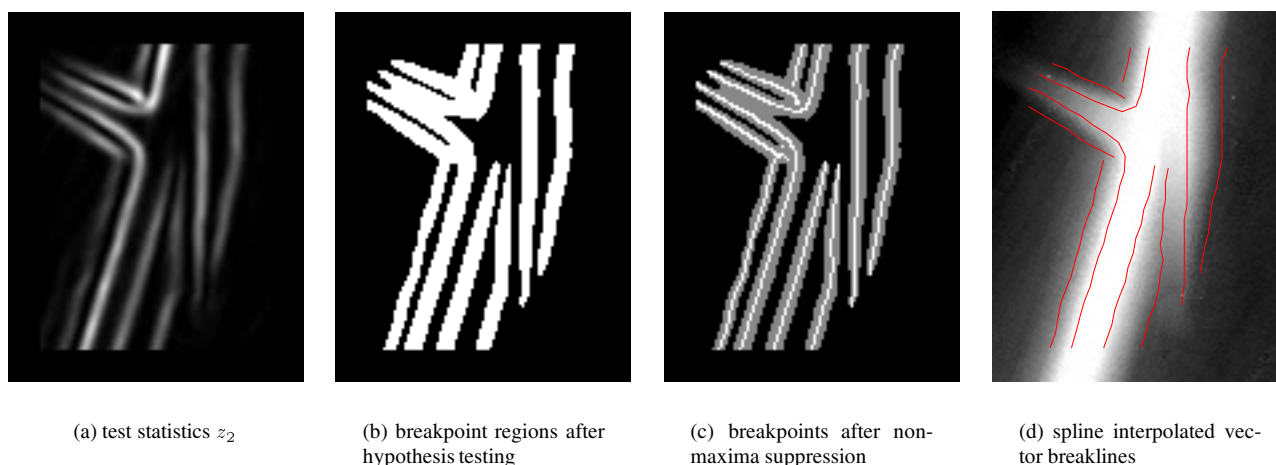 (a) test statistics z₂
(b) breakpoint regions after
hypothesis testing
(c) breakpoints after non-
maxima suppression
(d) spline interpolated vec-
tor breaklines